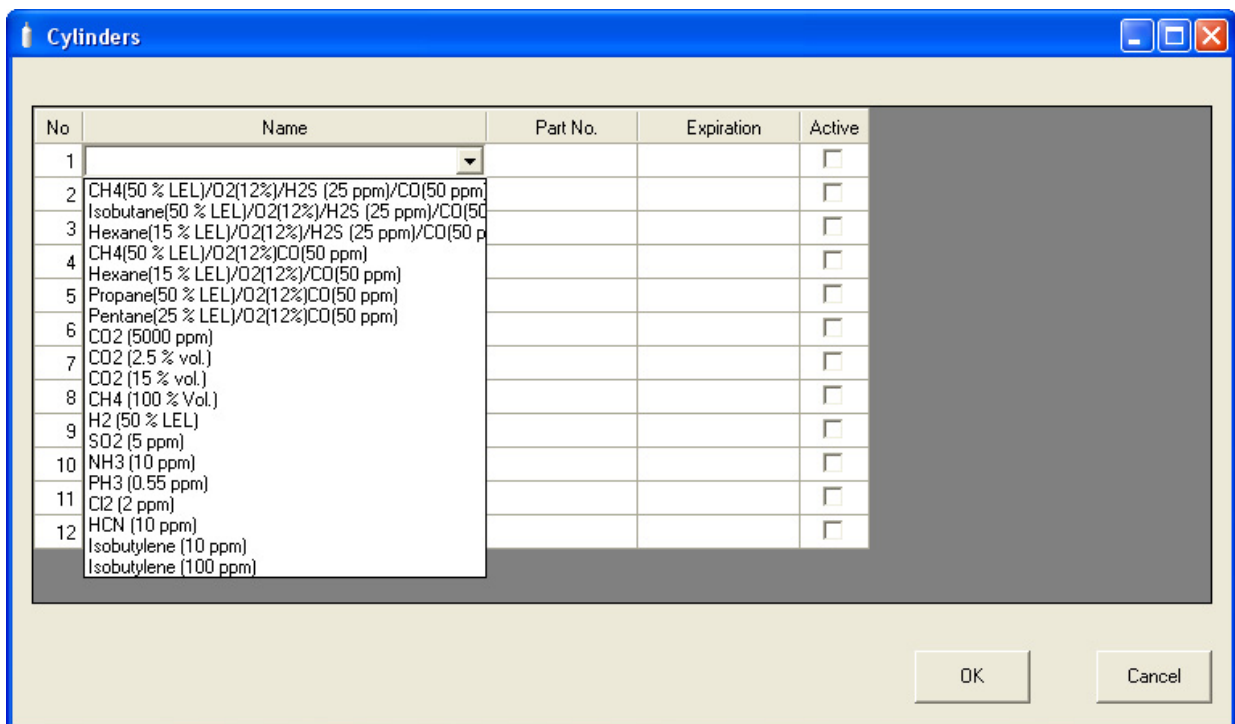 Cylinders
No Name Part No. Expiration Active
1
2
3
4
5
6
7
8
9
10
11
12
CH4(50 % LEL)/O2(12%)/H2S (25 ppm)/CO(50 ppm)
Isobutane(50 % LEL)/O2(12%)/H2S (25 ppm)/CO(50
Hexane(15 % LEL)/O2(12%)/H2S (25 ppm)/CO(50 p
CH4(50 % LEL)/O2(12%)CO(50 ppm)
Hexane(15 % LEL)/O2(12%)/CO(50 ppm)
Propane(50 % LEL)/O2(12%)CO(50 ppm)
Pentane(25 % LEL)/O2(12%)CO(50 ppm)
CO2 (5000 ppm)
CO2 (2.5 % vol.)
CO2 (15 % vol.)
CH4 (100 % Vol.)
H2 (50 % LEL)
SO2 (5 ppm)
NH3 (10 ppm)
PH3 (0.55 ppm)
Cl2 (2 ppm)
HCN (10 ppm)
Isobutylene (10 ppm)
Isobutylene (100 ppm)
OK Cancel